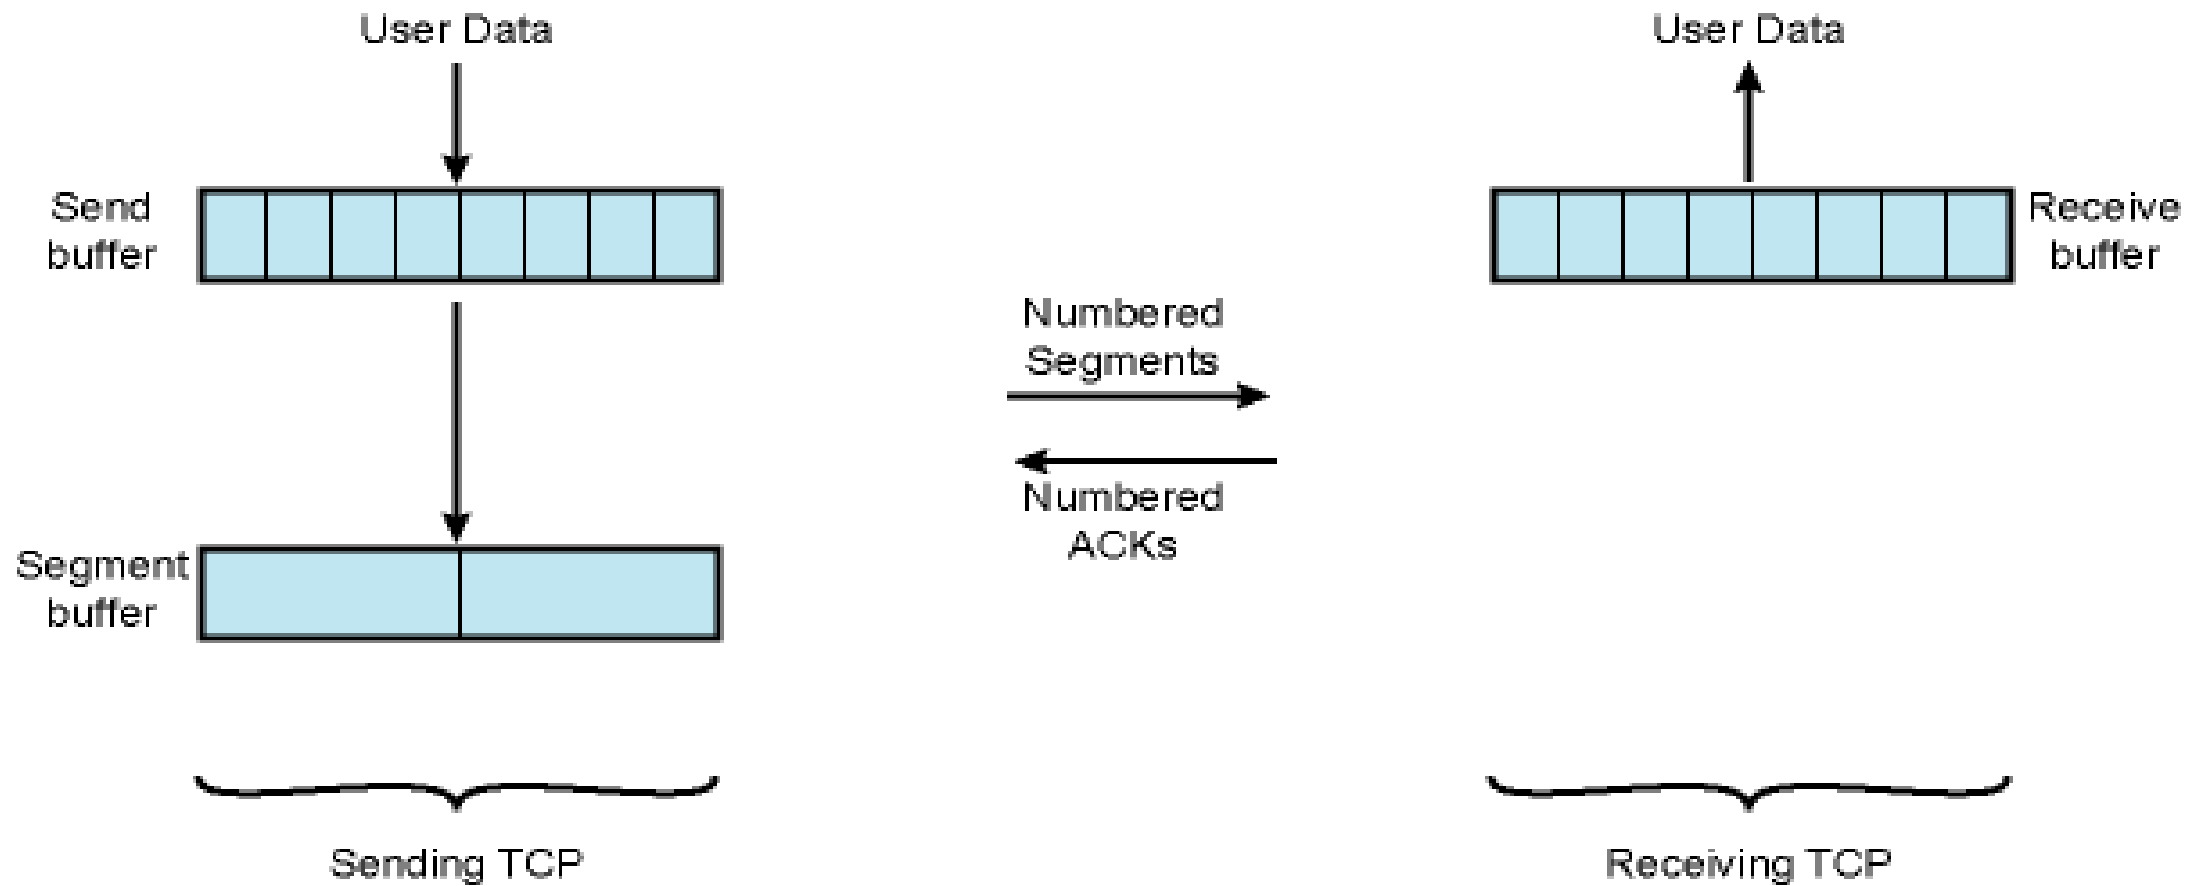 User Data
User Data
Send
buffer
Receive
buffer
Numbered
Segments
Numbered
ACKs
Segment
buffer
Sending TCP
Receiving TCP